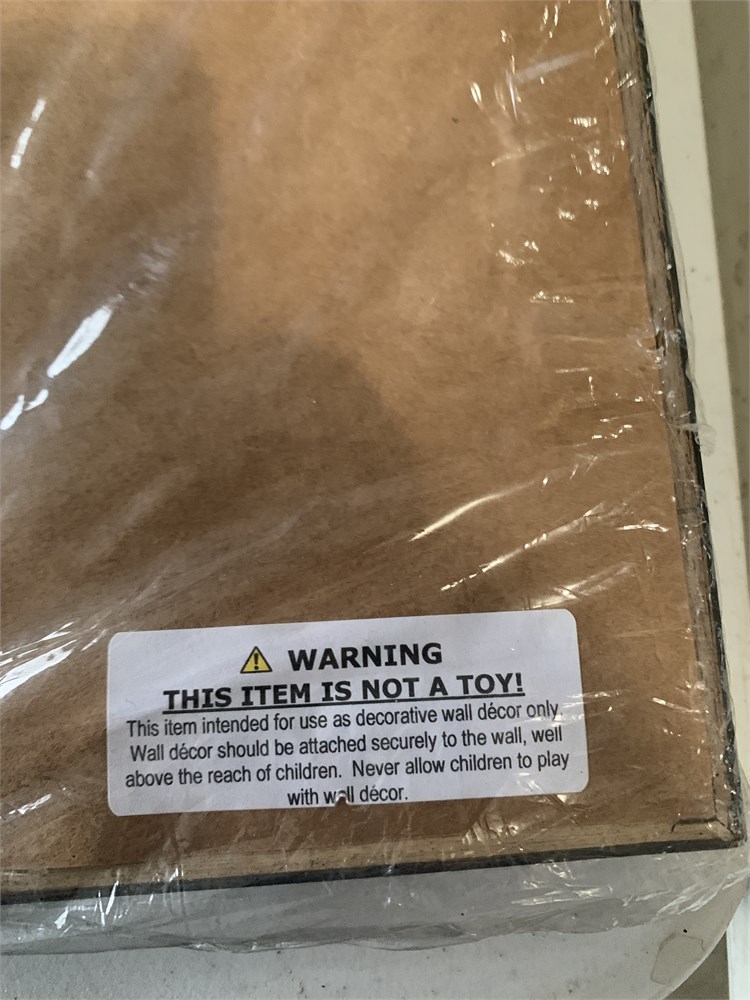 WARNING
THIS ITEM IS NOT A TOY!
This item intended for use as decorative wall décor only.
Wall décor should be attached securely to the wall, well
above the reach of children. Never allow children to play
with wall décor.